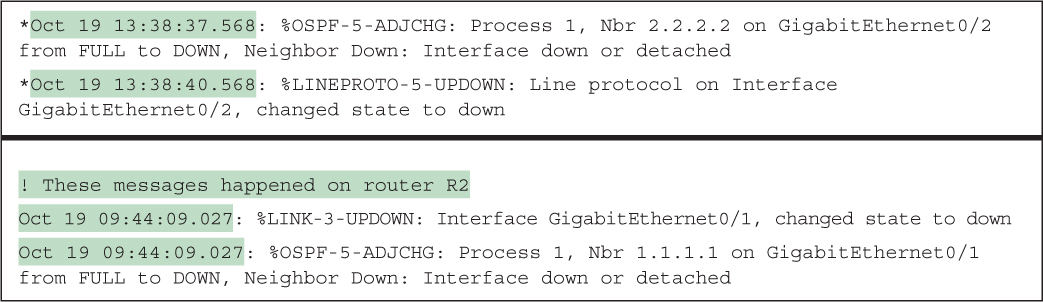 *Oct 19 13:38:37.568: %OSPF-5-ADJCHG: Process 1, Nbr 2.2.2.2 on GigabitEthernet0/2
from FULL to DOWN, Neighbor Down: Interface down or detached
*Oct 19 13:38:40.568: %LINEPROTO-5-UPDOWN: Line protocol on Interface
GigabitEthernet0/2, changed state to down
! These messages happened on router R2
Oct 19 09:44:09.027: %LINK-3-UPDOWN: Interface GigabitEthernet0/1, changed state to down
Oct 19 09:44:09.027: %OSPF-5-ADJCHG: Process 1, Nbr 1.1.1.1 on GigabitEthernet0/1
from FULL to DOWN, Neighbor Down: Interface down or detached